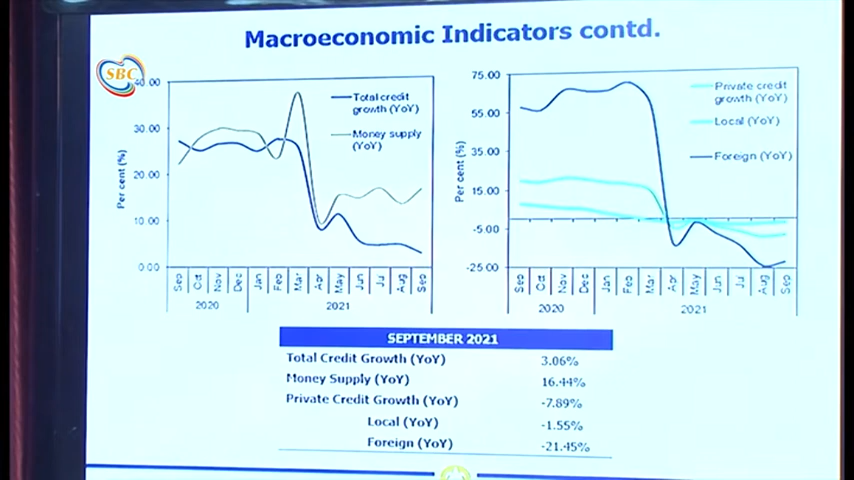 Macroeconomic Indicators contd.
SBC
40.00
30.00
20.00
10.00
0.00
Per cent (%)
Total credit
growth (YoY)
Money supply
(YoY)
Sep Oct Nov Dec Jan Feb Mar Apr May Jun Jul Aug Sep
2020 2021
75.00
55.00
35.00
15.00
-5.00
-25.00
Per cent (%)
Private credit
growth (YoY)
Local (YoY)
Foreign (YoY)
Sep Oct Nov Dec Jan Feb Mar Apr May Jun Jul Aug Sep
2020 2021
SEPTEMBER 2021
Total Credit Growth (YoY) 3.06%
Money Supply (YoY) 16.44%
Private Credit Growth (YoY) -7.89%
Local (YoY) -1.55%
Foreign (YoY) -21.45%